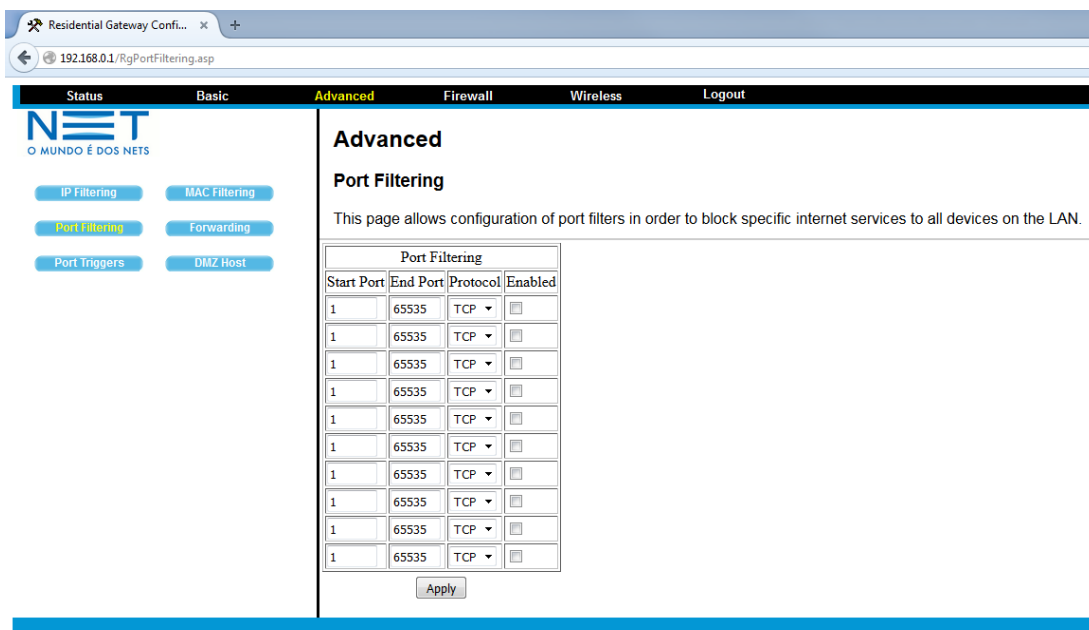 Residential Gateway Confi... × +
192.168.0.1/RgPortFiltering.asp
Status Basic Advanced Firewall Wireless Logout
NET
O MUNDO É DOS NETS
IP Filtering MAC Filtering
Port Filtering Forwarding
Port Triggers DMZ Host
Advanced
Port Filtering
This page allows configuration of port filters in order to block specific internet services to all devices on the LAN.
Port Filtering
Start Port End Port Protocol Enabled
1 65535 TCP
1 65535 TCP
1 65535 TCP
1 65535 TCP
1 65535 TCP
1 65535 TCP
1 65535 TCP
1 65535 TCP
1 65535 TCP
1 65535 TCP
Apply